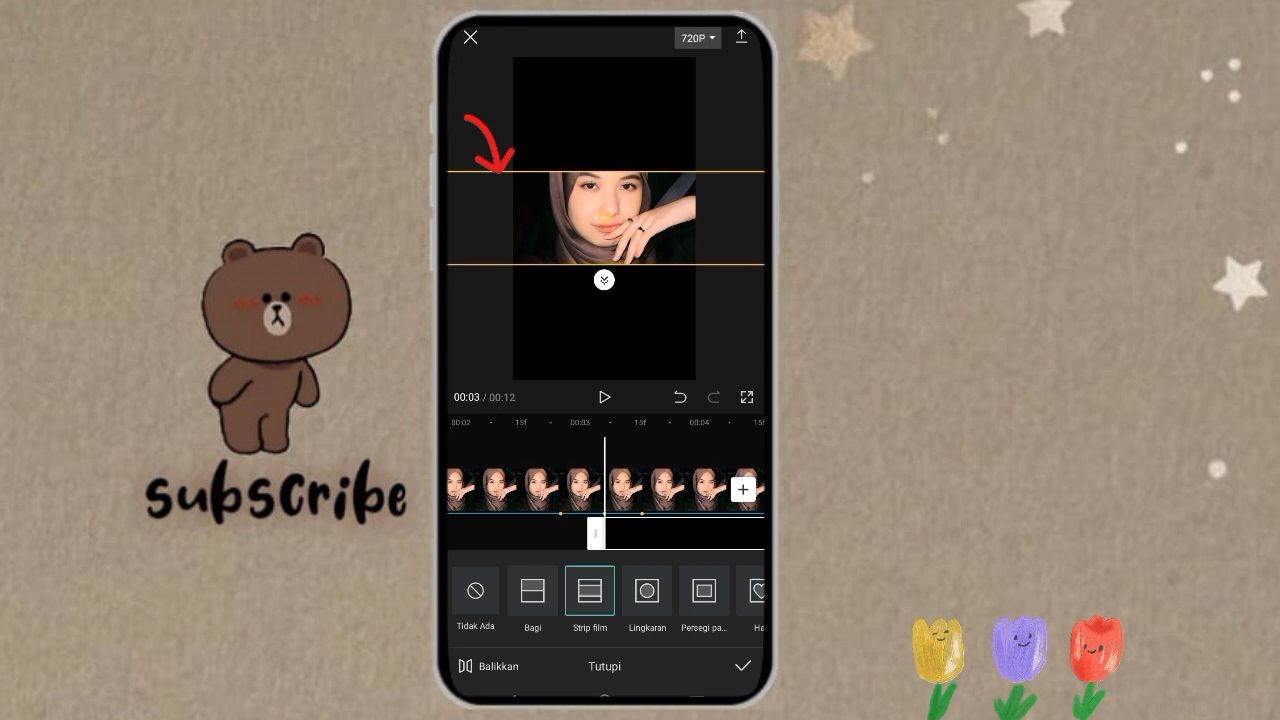 720P
00:03 / 00:12
00:02 15f 00:03 15f 00:04 15f
subscribe
Tidak Ada
Bagi
Strip film
Lingkaran
Persegi pa...
Ha
Balikkan
Tutupi